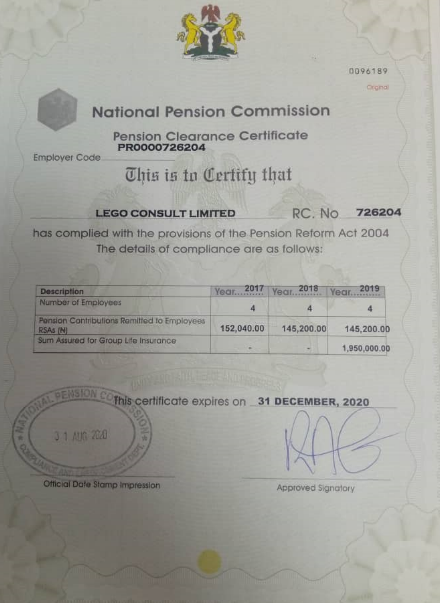 0096189
Original
National Pension Commission
Pension Clearance Certificate
Employer Code PR0000726204
This is to Certify that
LEGO CONSULT LIMITED RC. No 726204
has complied with the provisions of the Pension Reform Act 2004
The details of compliance are as follows:
Description Year...2017 Year...2018 Year...2019
Number of Employees 4 4 4
Pension Contributions Remitted to Employees
RSAs (N) 152,040.00 145,200.00 145,200.00
Sum Assured for Group Life Insurance - - 1,950,000.00
This certificate expires on 31 DECEMBER, 2020
NATIONAL PENSION COMMISSION
31 AUG 2020
Official Date Stamp Impression
Approved Signatory